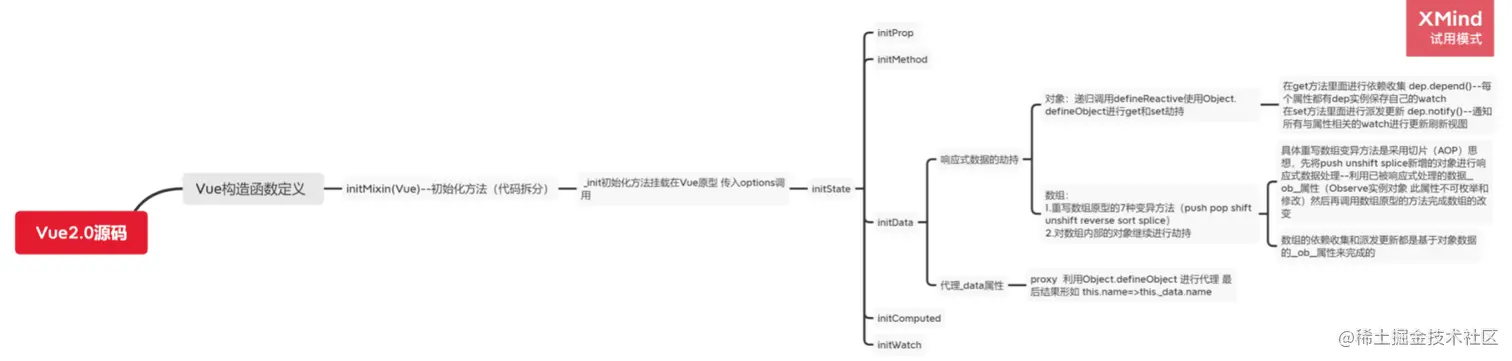 XMind
试用模式
Vue2.0源码
Vue构造函数定义
initMixin(Vue)--初始化方法（代码拆分）
_init初始化方法挂载在Vue原型 传入options调
用
initState
initProp
initMethod
initData
响应式数据的劫持
对象：递归调用defineReactive使用Object.
defineObject进行get和set劫持
在get方法里面进行依赖收集 dep.depend()--每
个属性都有dep实例保存自己的watch
在set方法里面进行派发更新 dep.notify()--通知
所有与属性相关的watch进行更新刷新视图
数组：
1.重写数组原型的7种变异方法（push pop shift
unshift reverse sort splice）
2.对数组内部的对象继续进行劫持
具体重写数组变异方法是采用切片（AOP）思
想，先将push unshift splice新增的对象进行响
应式数据处理--利用已被响应式处理的数据__
ob__属性（Observe实例对象 此属性不可枚举和
修改）然后再调用数组原型的方法完成数组的改
变
数组的依赖收集和派发更新都是基于对象数据
的__ob__属性来完成的
代理_data属性
proxy 利用Object.defineObject 进行代理 最
后结果形如 this.name=>this._data.name
initComputed
initWatch
@稀土掘金技术社区